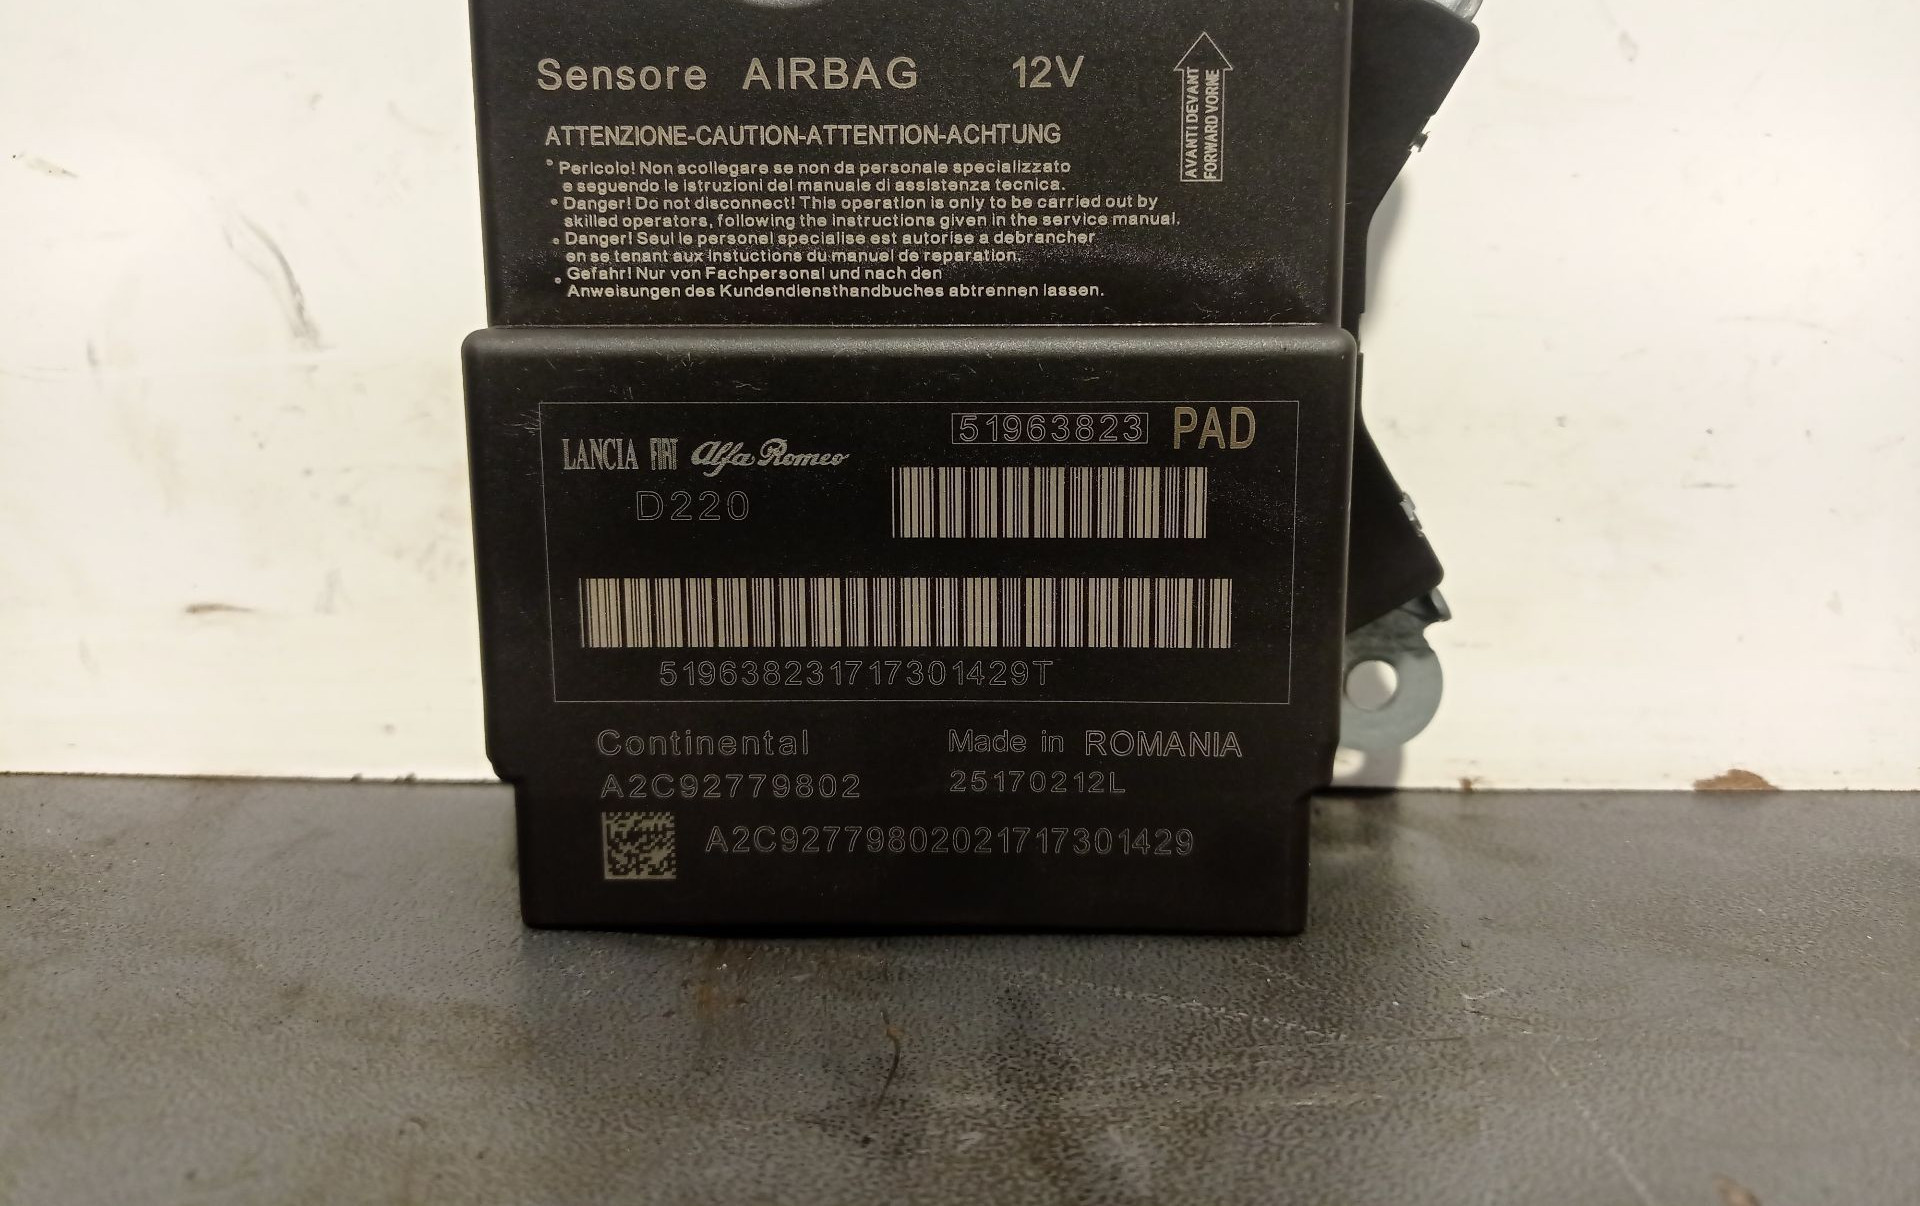 Sensore AIRBAG 12V
AVANTI DEVANT
FORWARD VORNE
ATTENZIONE-CAUTION-ATTENTION-ACHTUNG
° Pericolo! Non scollegare se non da personale specializzato
e seguendo le istruzioni del manuale di assistenza tecnica.
• Danger! Do not disconnect! This operation is only to be carried out by
skilled operators, following the instructions given in the service manual.
° Danger! Seul le personel specialise est autorise a debrancher
en se tenant aux instuctions du manuel de reparation.
° Gefahr! Nur von Fachpersonal und nach den
Anweisungen des Kundendiensthandbuches abtrennen lassen.
51963823 PAD
LANCIA FIAT Alfa Romeo
D220
519638231717301429T
Continental Made in ROMANIA
A2C92779802 25170212L
A2C92779802021717301429